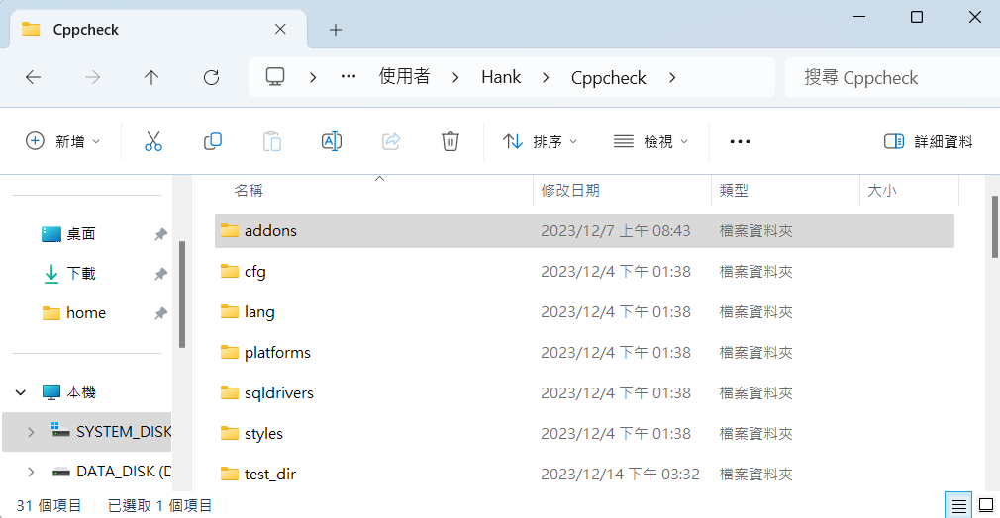 Cppcheck
使用者 Hank Cppcheck 搜尋 Cppcheck
新增 排序 檢視 詳細資料
名稱 修改日期 類型 大小
桌面
下載
home
本機
SYSTEM_DISK
DATA_DISK (D
addons 2023/12/7 上午 08:43 檔案資料夾
cfg 2023/12/4 下午 01:38 檔案資料夾
lang 2023/12/4 下午 01:38 檔案資料夾
platforms 2023/12/4 下午 01:38 檔案資料夾
sqldrivers 2023/12/4 下午 01:38 檔案資料夾
styles 2023/12/4 下午 01:38 檔案資料夾
test_dir 2023/12/14 下午 03:32 檔案資料夾
31 個項目 已選取 1 個項目